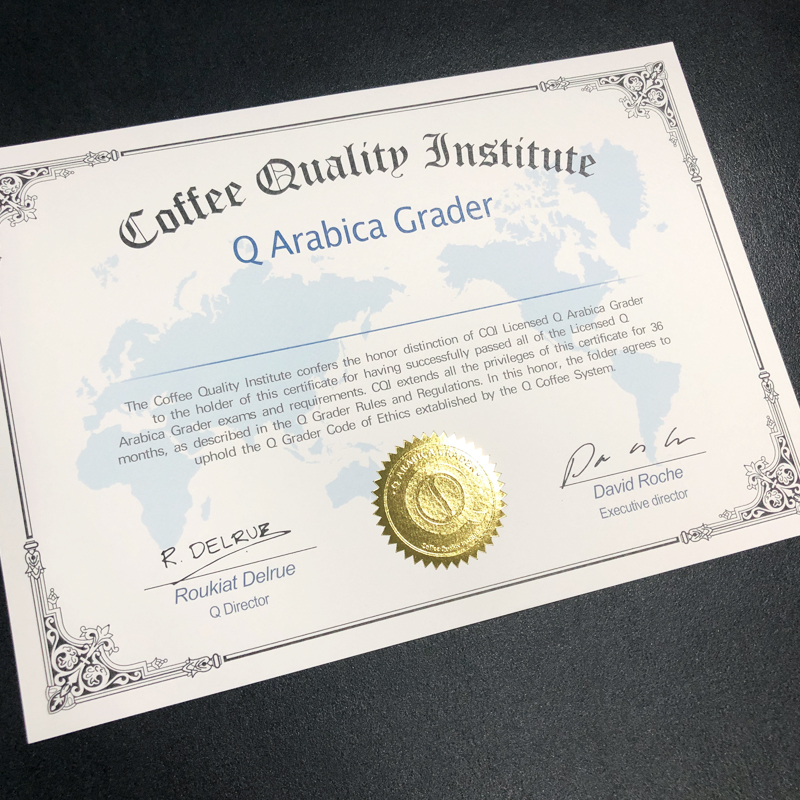 Coffee Quality Institute
Q Arabica Grader
The Coffee Quality Institute confers the honor distinction of CQI Licensed Q Arabica Grader
to the holder of this certificate for having successfully passed all of the Licensed Q
Arabica Grader exams and requirements. CQI extends all the privileges of this certificate for 36
months, as described in the Q Grader Rules and Regulations. In this honor, the folder agrees to
uphold the Q Grader Code of Ethics extablished by the Q Coffee System.
R. DELRUE
Roukiat Delrue
Q Director
David Roche
Executive director